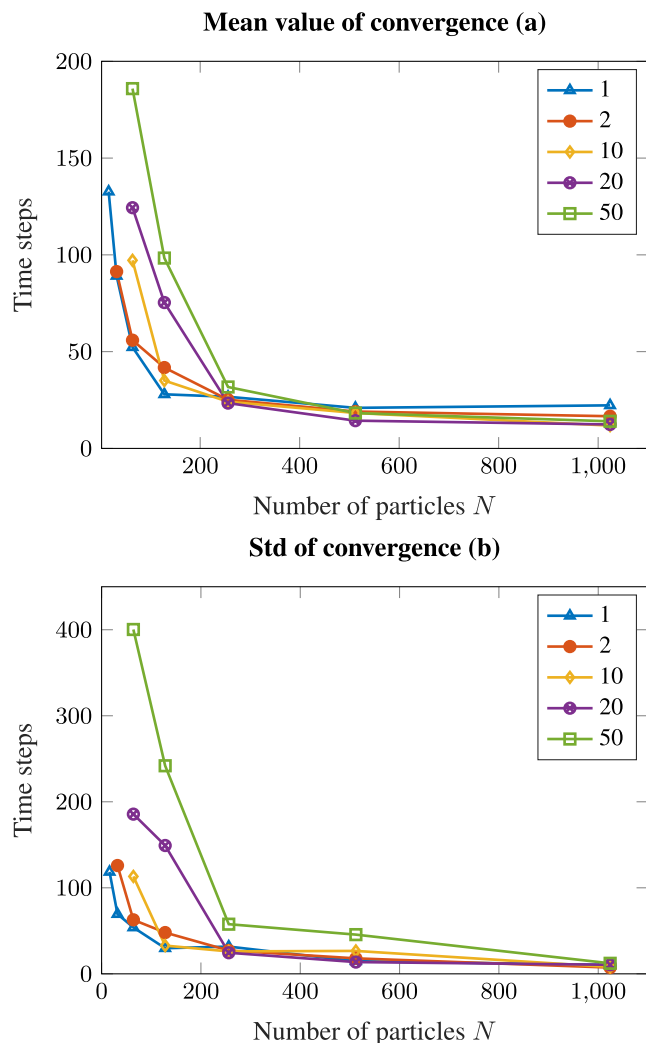 Mean value of convergence (a)
200
150
100
50
0
Time steps
1
2
10
20
50
200 400 600 800 1,000
Number of particles N
Std of convergence (b)
400
300
200
100
0
Time steps
1
2
10
20
50
0 200 400 600 800 1,000
Number of particles N